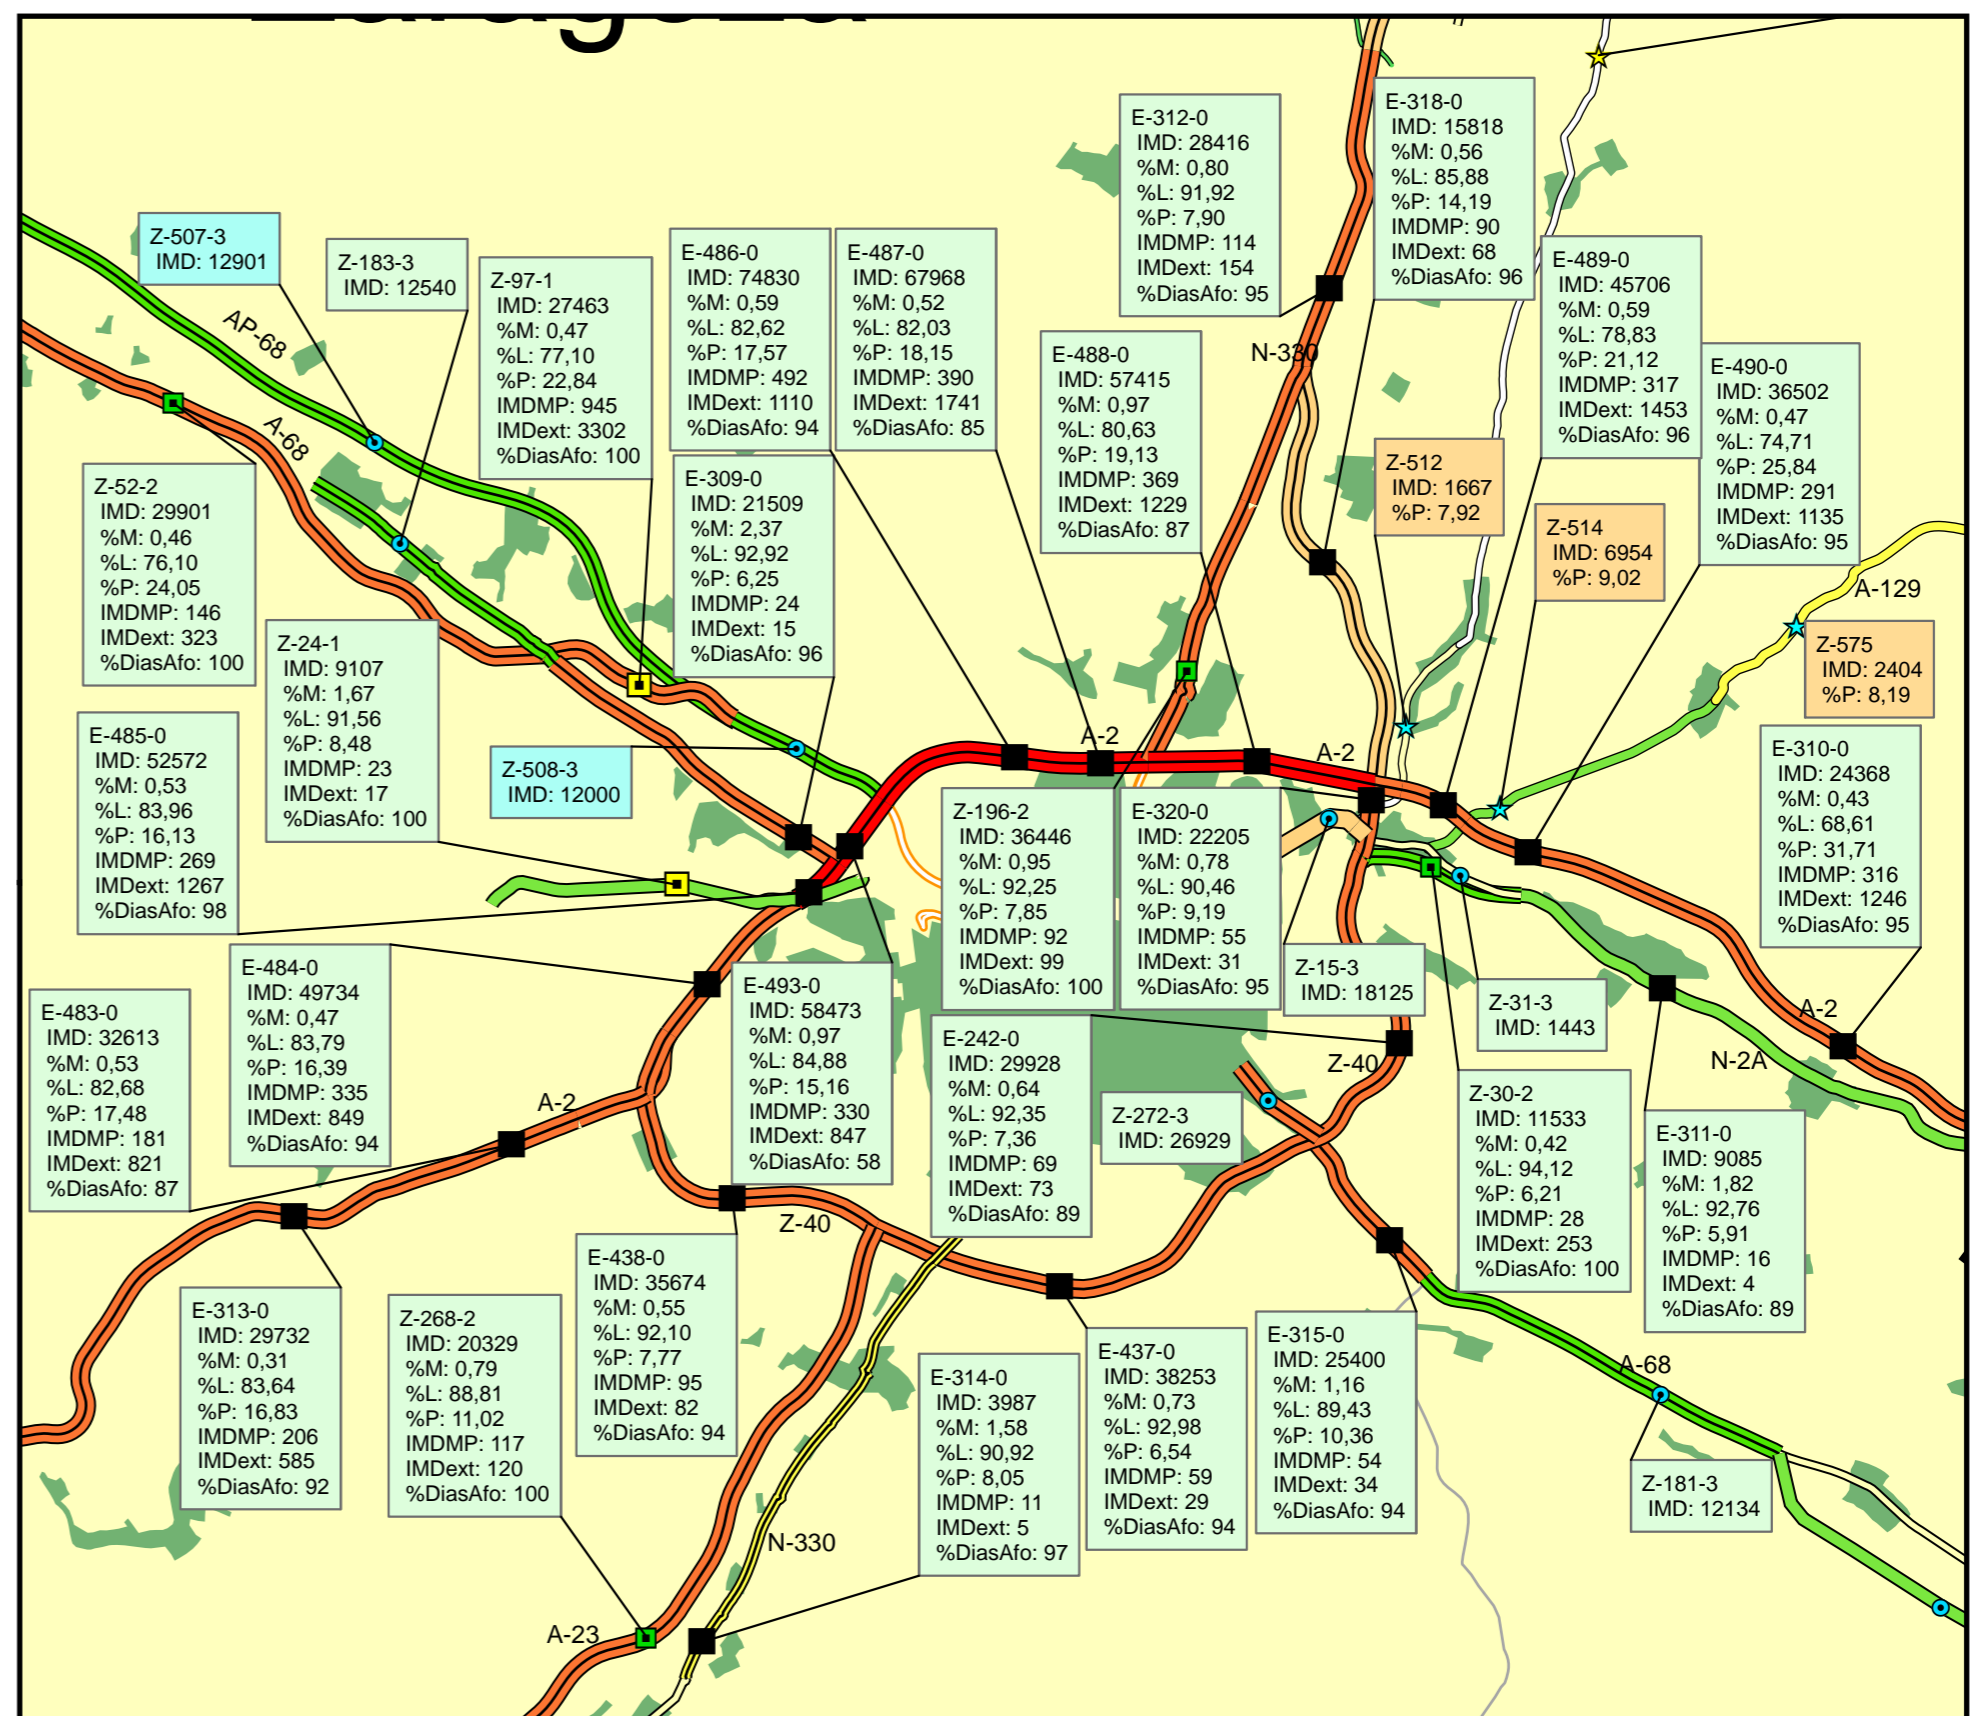 Zaragoza
E-312-0
IMD: 28416
%M: 0,80
%L: 91,92
%P: 7,90
IMDMP: 114
IMDext: 154
%DiasAfo: 95
E-318-0
IMD: 15818
%M: 0,56
%L: 85,88
%P: 14,19
IMDMP: 90
IMDext: 68
%DiasAfo: 96
Z-507-3
IMD: 12901
Z-183-3
IMD: 12540
Z-97-1
IMD: 27463
%M: 0,47
%L: 77,10
%P: 22,84
IMDMP: 945
IMDext: 3302
%DiasAfo: 100
E-486-0
IMD: 74830
%M: 0,59
%L: 82,62
%P: 17,57
IMDMP: 492
IMDext: 1110
%DiasAfo: 94
E-487-0
IMD: 67968
%M: 0,52
%L: 82,03
%P: 18,15
IMDMP: 390
IMDext: 1741
%DiasAfo: 85
E-489-0
IMD: 45706
%M: 0,59
%L: 78,83
%P: 21,12
IMDMP: 317
IMDext: 1453
%DiasAfo: 96
AP-68
N-330
E-488-0
IMD: 57415
%M: 0,97
%L: 80,63
%P: 19,13
IMDMP: 369
IMDext: 1229
%DiasAfo: 87
E-490-0
IMD: 36502
%M: 0,47
%L: 74,71
%P: 25,84
IMDMP: 291
IMDext: 1135
%DiasAfo: 95
A-68
Z-52-2
IMD: 29901
%M: 0,46
%L: 76,10
%P: 24,05
IMDMP: 146
IMDext: 323
%DiasAfo: 100
E-309-0
IMD: 21509
%M: 2,37
%L: 92,92
%P: 6,25
IMDMP: 24
IMDext: 15
%DiasAfo: 96
Z-512
IMD: 1667
%P: 7,92
Z-514
IMD: 6954
%P: 9,02
A-129
Z-24-1
IMD: 9107
%M: 1,67
%L: 91,56
%P: 8,48
IMDMP: 23
IMDext: 17
%DiasAfo: 100
Z-575
IMD: 2404
%P: 8,19
E-485-0
IMD: 52572
%M: 0,53
%L: 83,96
%P: 16,13
IMDMP: 269
IMDext: 1267
%DiasAfo: 98
A-2
A-2
Z-508-3
IMD: 12000
E-310-0
IMD: 24368
%M: 0,43
%L: 68,61
%P: 31,71
IMDMP: 316
IMDext: 1246
%DiasAfo: 95
Z-196-2
IMD: 36446
%M: 0,95
%L: 92,25
%P: 7,85
IMDMP: 92
IMDext: 99
%DiasAfo: 100
E-320-0
IMD: 22205
%M: 0,78
%L: 90,46
%P: 9,19
IMDMP: 55
IMDext: 31
%DiasAfo: 95
E-484-0
IMD: 49734
%M: 0,47
%L: 83,79
%P: 16,39
IMDMP: 335
IMDext: 849
%DiasAfo: 94
Z-15-3
IMD: 18125
E-493-0
IMD: 58473
%M: 0,97
%L: 84,88
%P: 15,16
IMDMP: 330
IMDext: 847
%DiasAfo: 58
Z-31-3
IMD: 1443
E-483-0
IMD: 32613
%M: 0,53
%L: 82,68
%P: 17,48
IMDMP: 181
IMDext: 821
%DiasAfo: 87
A-2
E-242-0
IMD: 29928
%M: 0,64
%L: 92,35
%P: 7,36
IMDMP: 69
IMDext: 73
%DiasAfo: 89
Z-40
N-2A
A-2
Z-30-2
IMD: 11533
%M: 0,42
%L: 94,12
%P: 6,21
IMDMP: 28
IMDext: 253
%DiasAfo: 100
Z-272-3
IMD: 26929
E-311-0
IMD: 9085
%M: 1,82
%L: 92,76
%P: 5,91
IMDMP: 16
IMDext: 4
%DiasAfo: 89
Z-40
E-438-0
IMD: 35674
%M: 0,55
%L: 92,10
%P: 7,77
IMDMP: 95
IMDext: 82
%DiasAfo: 94
E-313-0
IMD: 29732
%M: 0,31
%L: 83,64
%P: 16,83
IMDMP: 206
IMDext: 585
%DiasAfo: 92
Z-268-2
IMD: 20329
%M: 0,79
%L: 88,81
%P: 11,02
IMDMP: 117
IMDext: 120
%DiasAfo: 100
E-314-0
IMD: 3987
%M: 1,58
%L: 90,92
%P: 8,05
IMDMP: 11
IMDext: 5
%DiasAfo: 97
E-437-0
IMD: 38253
%M: 0,73
%L: 92,98
%P: 6,54
IMDMP: 59
IMDext: 29
%DiasAfo: 94
E-315-0
IMD: 25400
%M: 1,16
%L: 89,43
%P: 10,36
IMDMP: 54
IMDext: 34
%DiasAfo: 94
A-68
Z-181-3
IMD: 12134
N-330
A-23